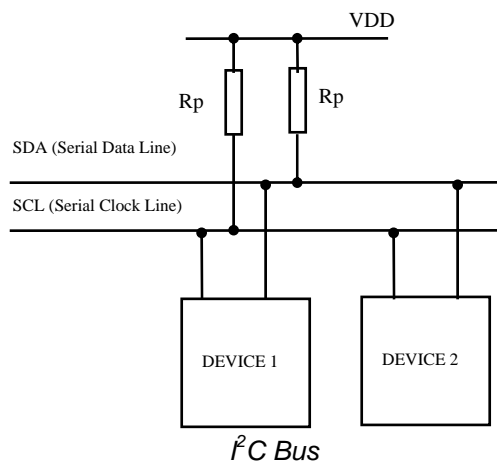 VDD
Rp
Rp
SDA (Serial Data Line)
SCL (Serial Clock Line)
DEVICE 1
DEVICE 2
I²C Bus